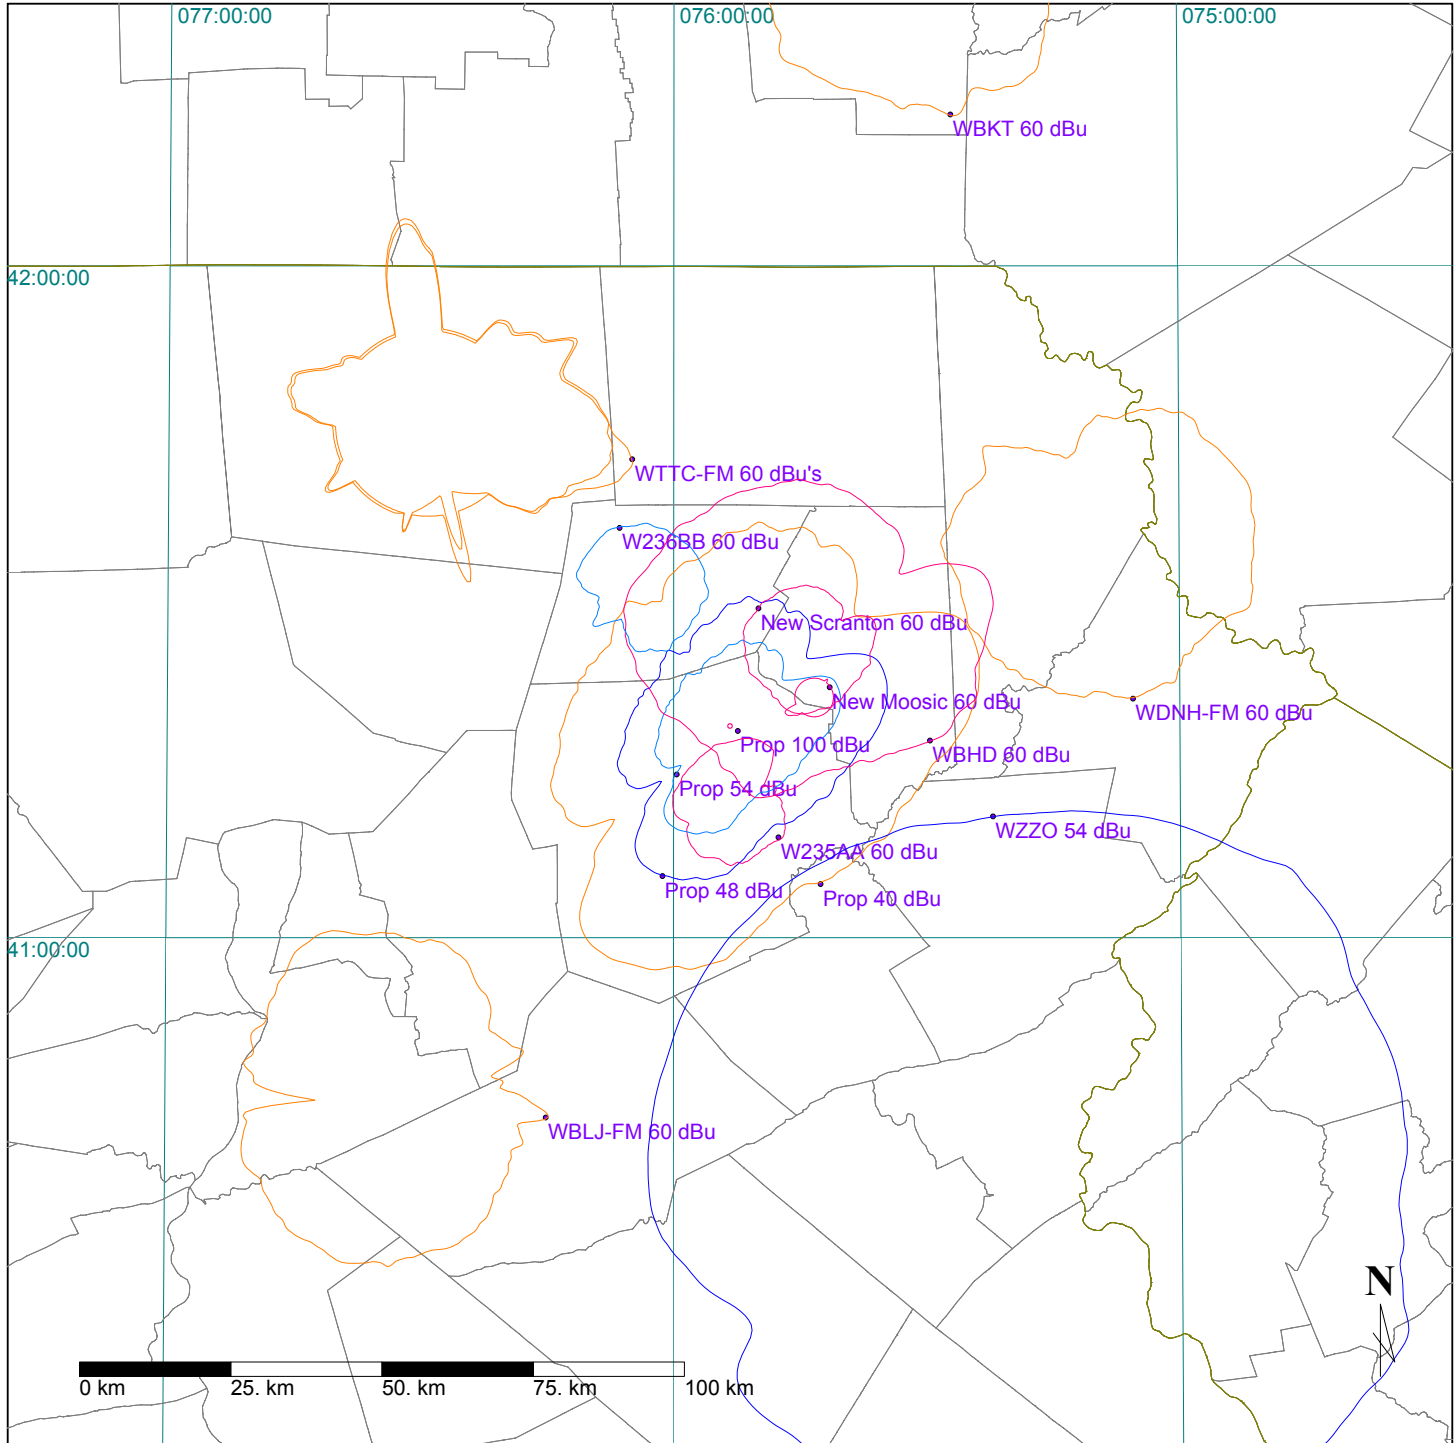 077:00:00
076:00:00
075:00:00
WBKT 60 dBu
42:00:00
WTTC-FM 60 dBu's
W236BB 60 dBu
New Scranton 60 dBu
New Moosic 60 dBu
WDNH-FM 60 dBu
Prop 100 dBu
WBHD 60 dBu
Prop 54 dBu
WZZO 54 dBu
W235AA 60 dBu
Prop 48 dBu
Prop 40 dBu
41:00:00
WBLJ-FM 60 dBu
N
0 km
25. km
50. km
75. km
100 km